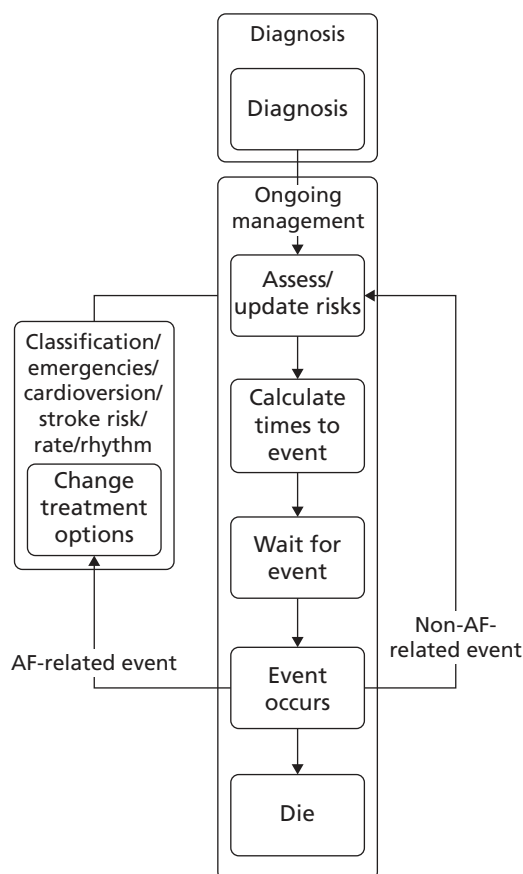 Diagnosis
Diagnosis
Ongoing
management
Assess/
update risks
Classification/
emergencies/
cardioversion/
stroke risk/
rate/rhythm
Change
treatment
options
Calculate
times to
event
Wait for
event
AF-related event
Non-AF-
related event
Event
occurs
Die